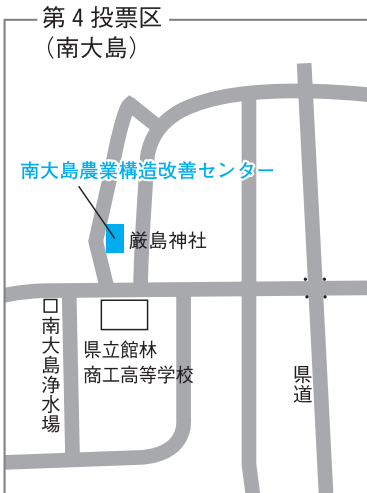 第4投票区
（南大島）
南大島農業構造改善センター
厳島神社
南大島浄水場
県立館林
商工高等学校
県道